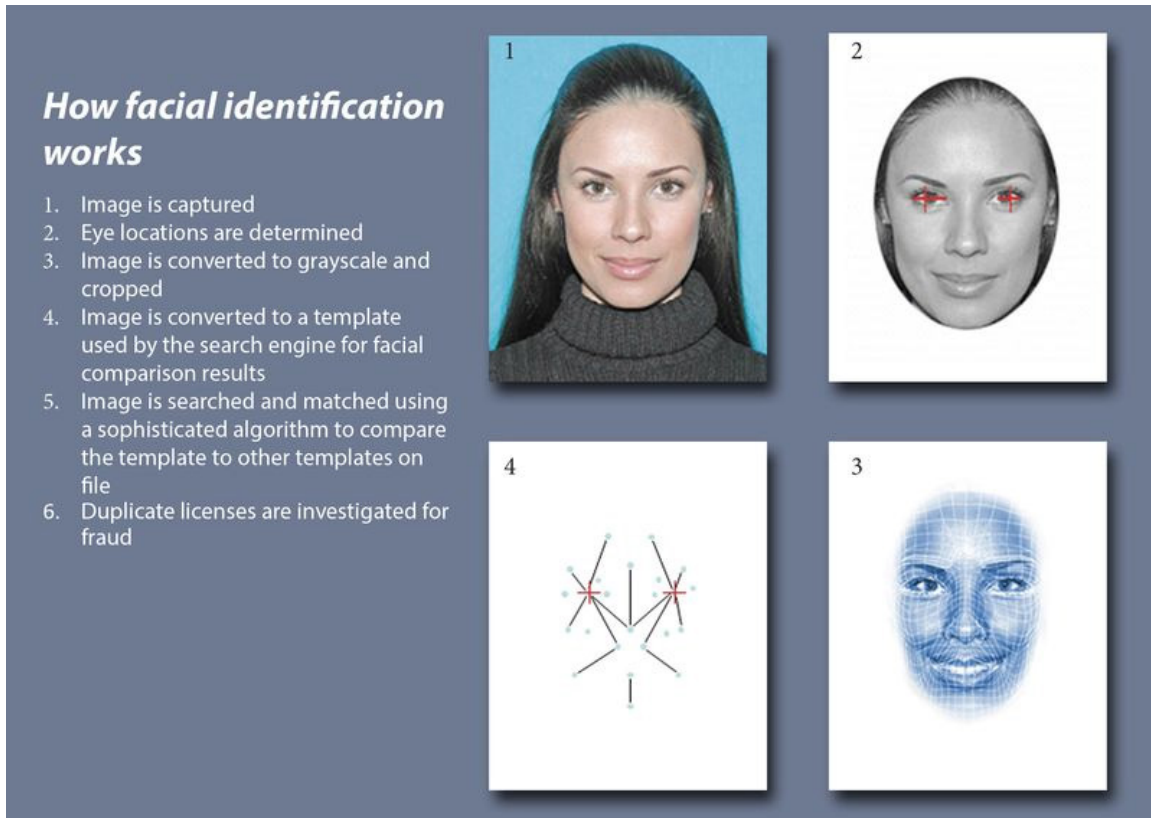 How facial identification
works
1. Image is captured
2. Eye locations are determined
3. Image is converted to grayscale and
cropped
4. Image is converted to a template
used by the search engine for facial
comparison results
5. Image is searched and matched using
a sophisticated algorithm to compare
the template to other templates on
file
6. Duplicate licenses are investigated for
fraud
1
2
4
3